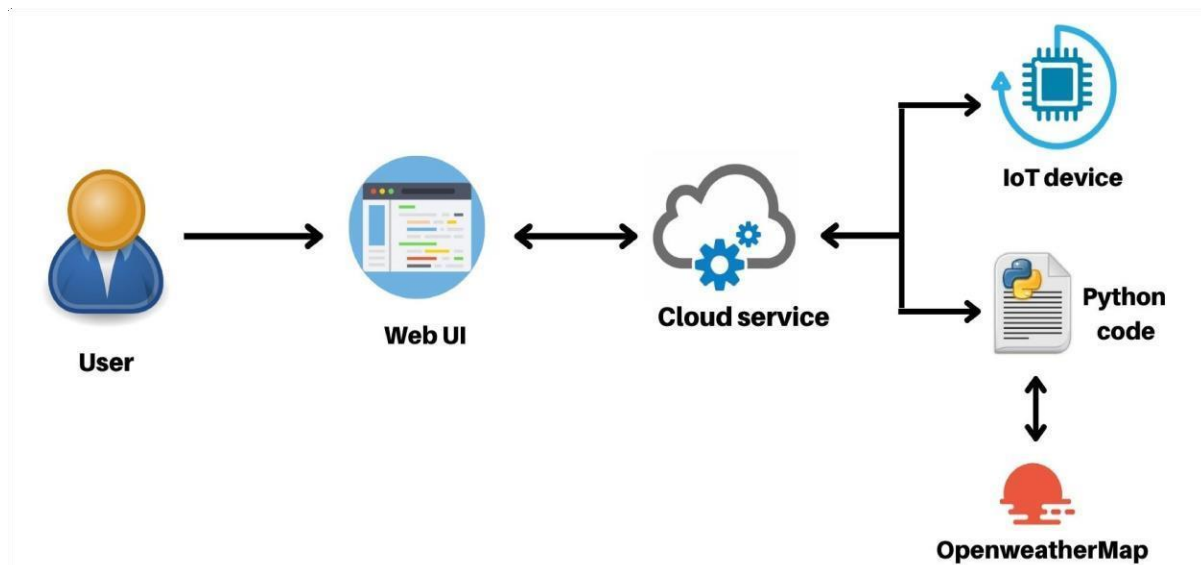 User
Web UI
Cloud service
IoT device
Python
code
OpenweatherMap